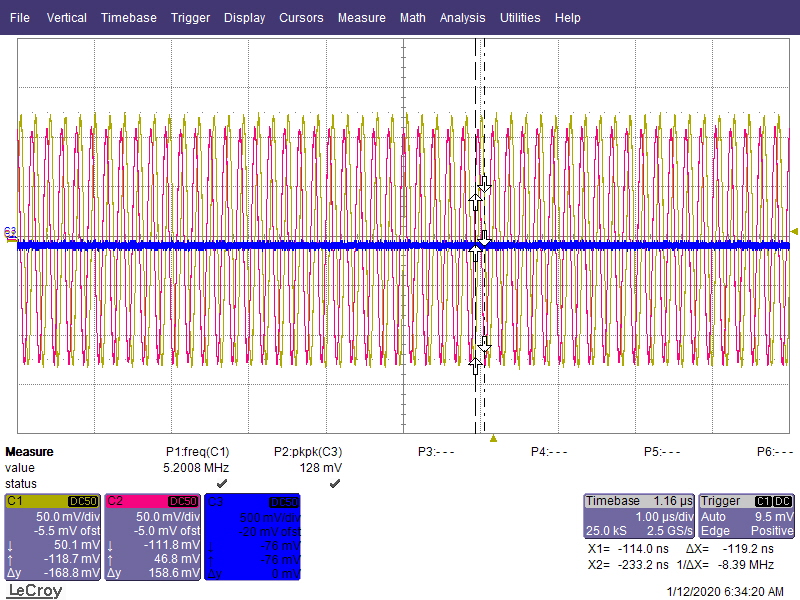 File Vertical Timebase Trigger Display Cursors Measure Math Analysis Utilities Help
C3
Measure P1:freq(C1) P2:pkpk(C3) P3:- - - P4:- - - P5:- - - P6:- - -
value 5.2008 MHz 128 mV
status
C1 DC50
50.0 mV/div
-5.5 mV ofst
↓ 50.1 mV
↑ -118.7 mV
Δy -168.8 mV
C2 DC50
50.0 mV/div
-5.0 mV ofst
↓ -111.8 mV
↑ 46.8 mV
Δy 158.6 mV
C3 DC50
500 mV/div
-20 mV ofst
↓ -76 mV
↑ -76 mV
Δy 0 mV
Timebase 1.16 µs
1.00 µs/div
25.0 kS 2.5 GS/s
Trigger C1 DC
Auto 9.5 mV
Edge Positive
X1= -114.0 ns ΔX= -119.2 ns
X2= -233.2 ns 1/ΔX= -8.39 MHz
LeCroy
1/12/2020 6:34:20 AM